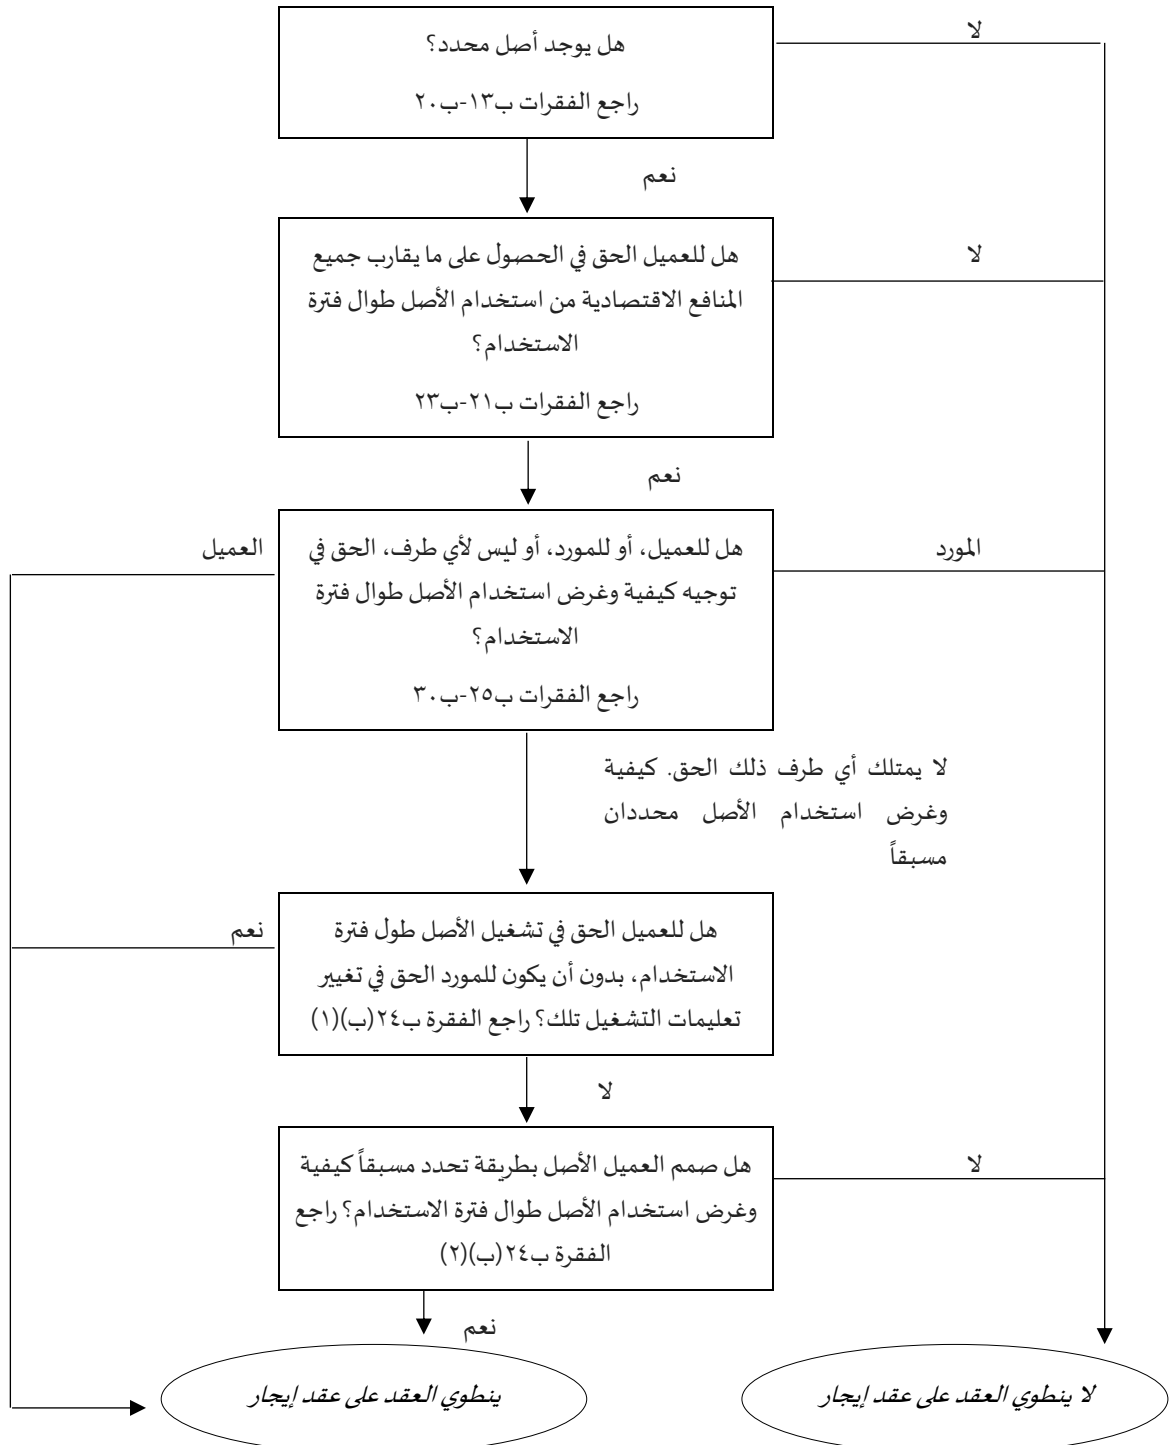 هل يوجد أصل محدد؟
لا
راجع الفقرات ب١٣-ب٢٠
نعم
هل للعميل الحق في الحصول على ما يقارب جميع
لا
المنافع الاقتصادية من استخدام الأصل طوال فترة
الاستخدام؟
راجع الفقرات ب٢١-ب٢٣
نعم
المورد
هل للعميل، أو للمورد، أو ليس لأي طرف، الحق في
العميل
توجيه كيفية وغرض استخدام الأصل طوال فترة
الاستخدام؟
راجع الفقرات ب٢٥-ب٣٠
لا يمتلك أي طرف ذلك الحق. كيفية
وغرض استخدام الأصل محددان
مسبقاً
هل للعميل الحق في تشغيل الأصل طول فترة
نعم
الاستخدام، بدون أن يكون للمورد الحق في تغيير
تعليمات التشغيل تلك؟ راجع الفقرة ب٢٤(ب)(١)
لا
هل صمم العميل الأصل بطريقة تحدد مسبقاً كيفية
لا
وغرض استخدام الأصل طوال فترة الاستخدام؟ راجع
الفقرة ب٢٤(ب)(٢)
نعم
لا ينطوي العقد على عقد إيجار
ينطوي العقد على عقد إيجار